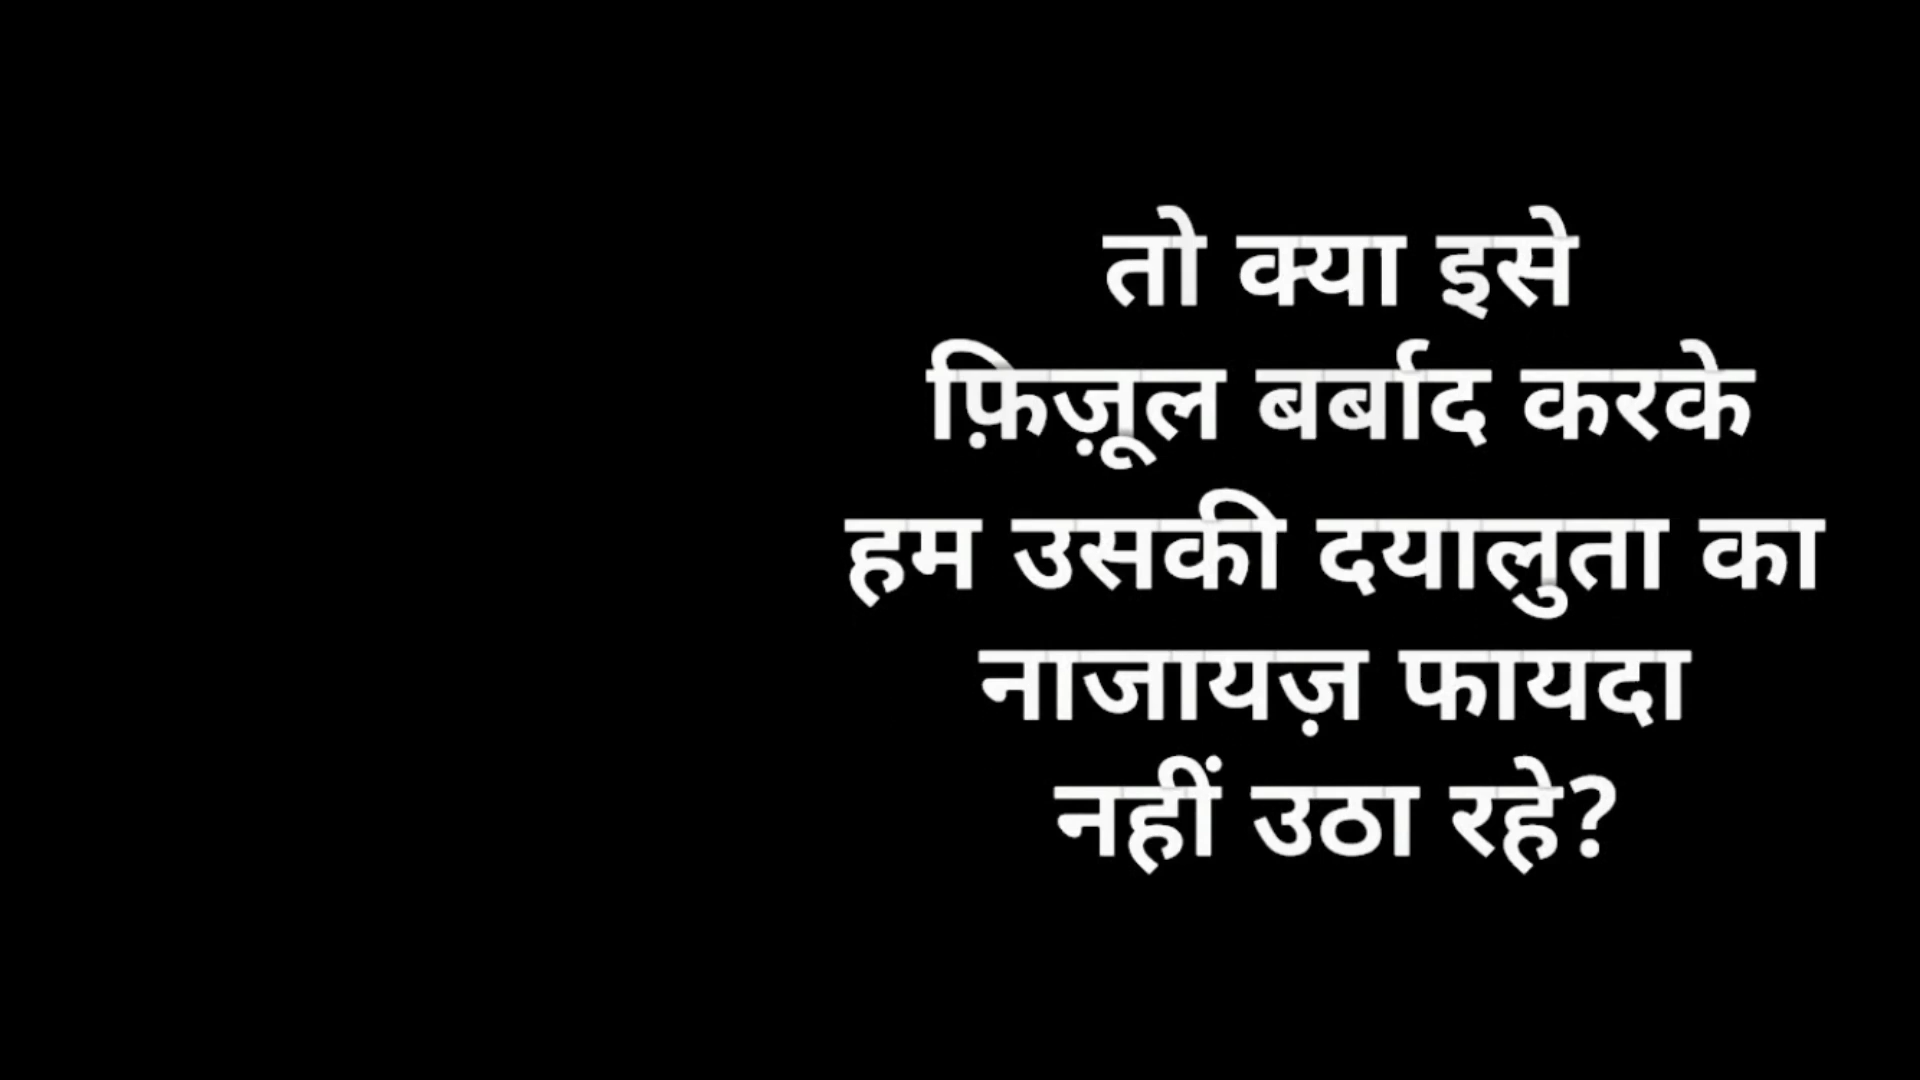 तो क्या इसे
फ़िज़ूल बर्बाद करके
हम उसकी दयालुता का
नाजायज़ फायदा
नहीं उठा रहे?